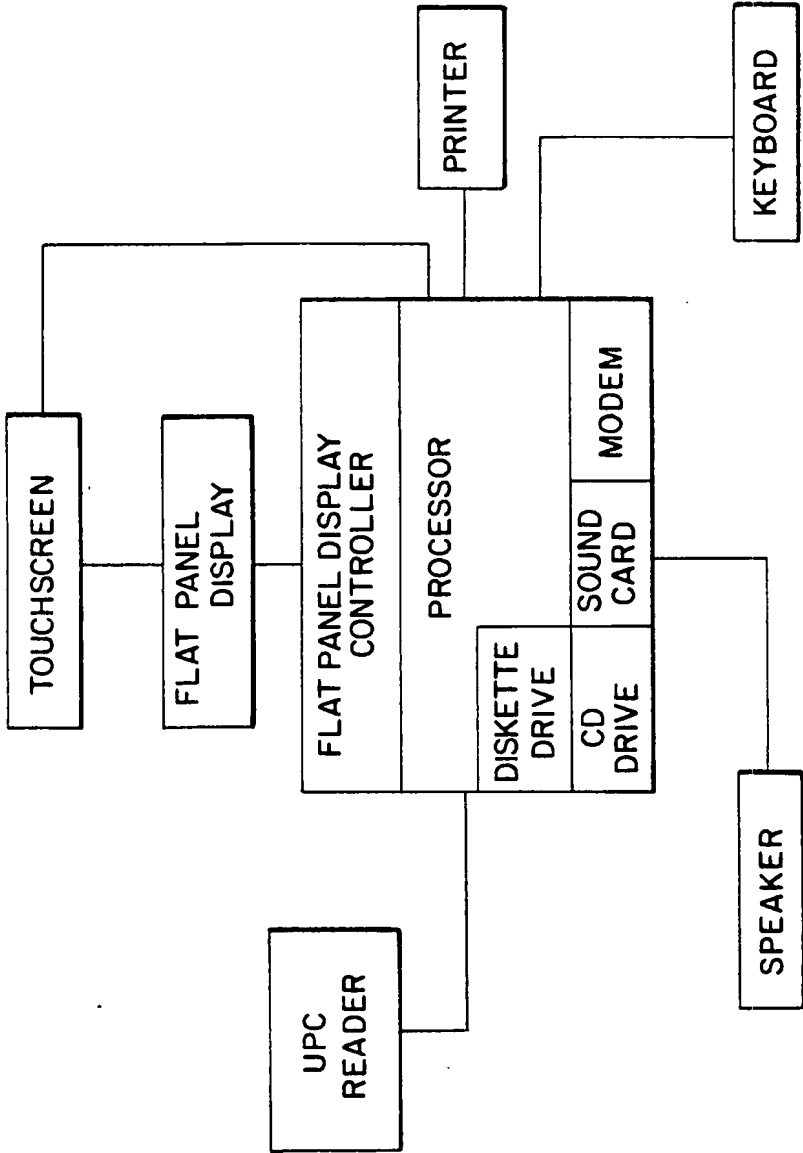 TOUCHSCREEN
FLAT PANEL
DISPLAY
UPC
READER
FLAT PANEL DISPLAY
CONTROLLER
PROCESSOR
PRINTER
DISKETTE
DRIVE
CD
DRIVE
SOUND
CARD
MODEM
SPEAKER
KEYBOARD